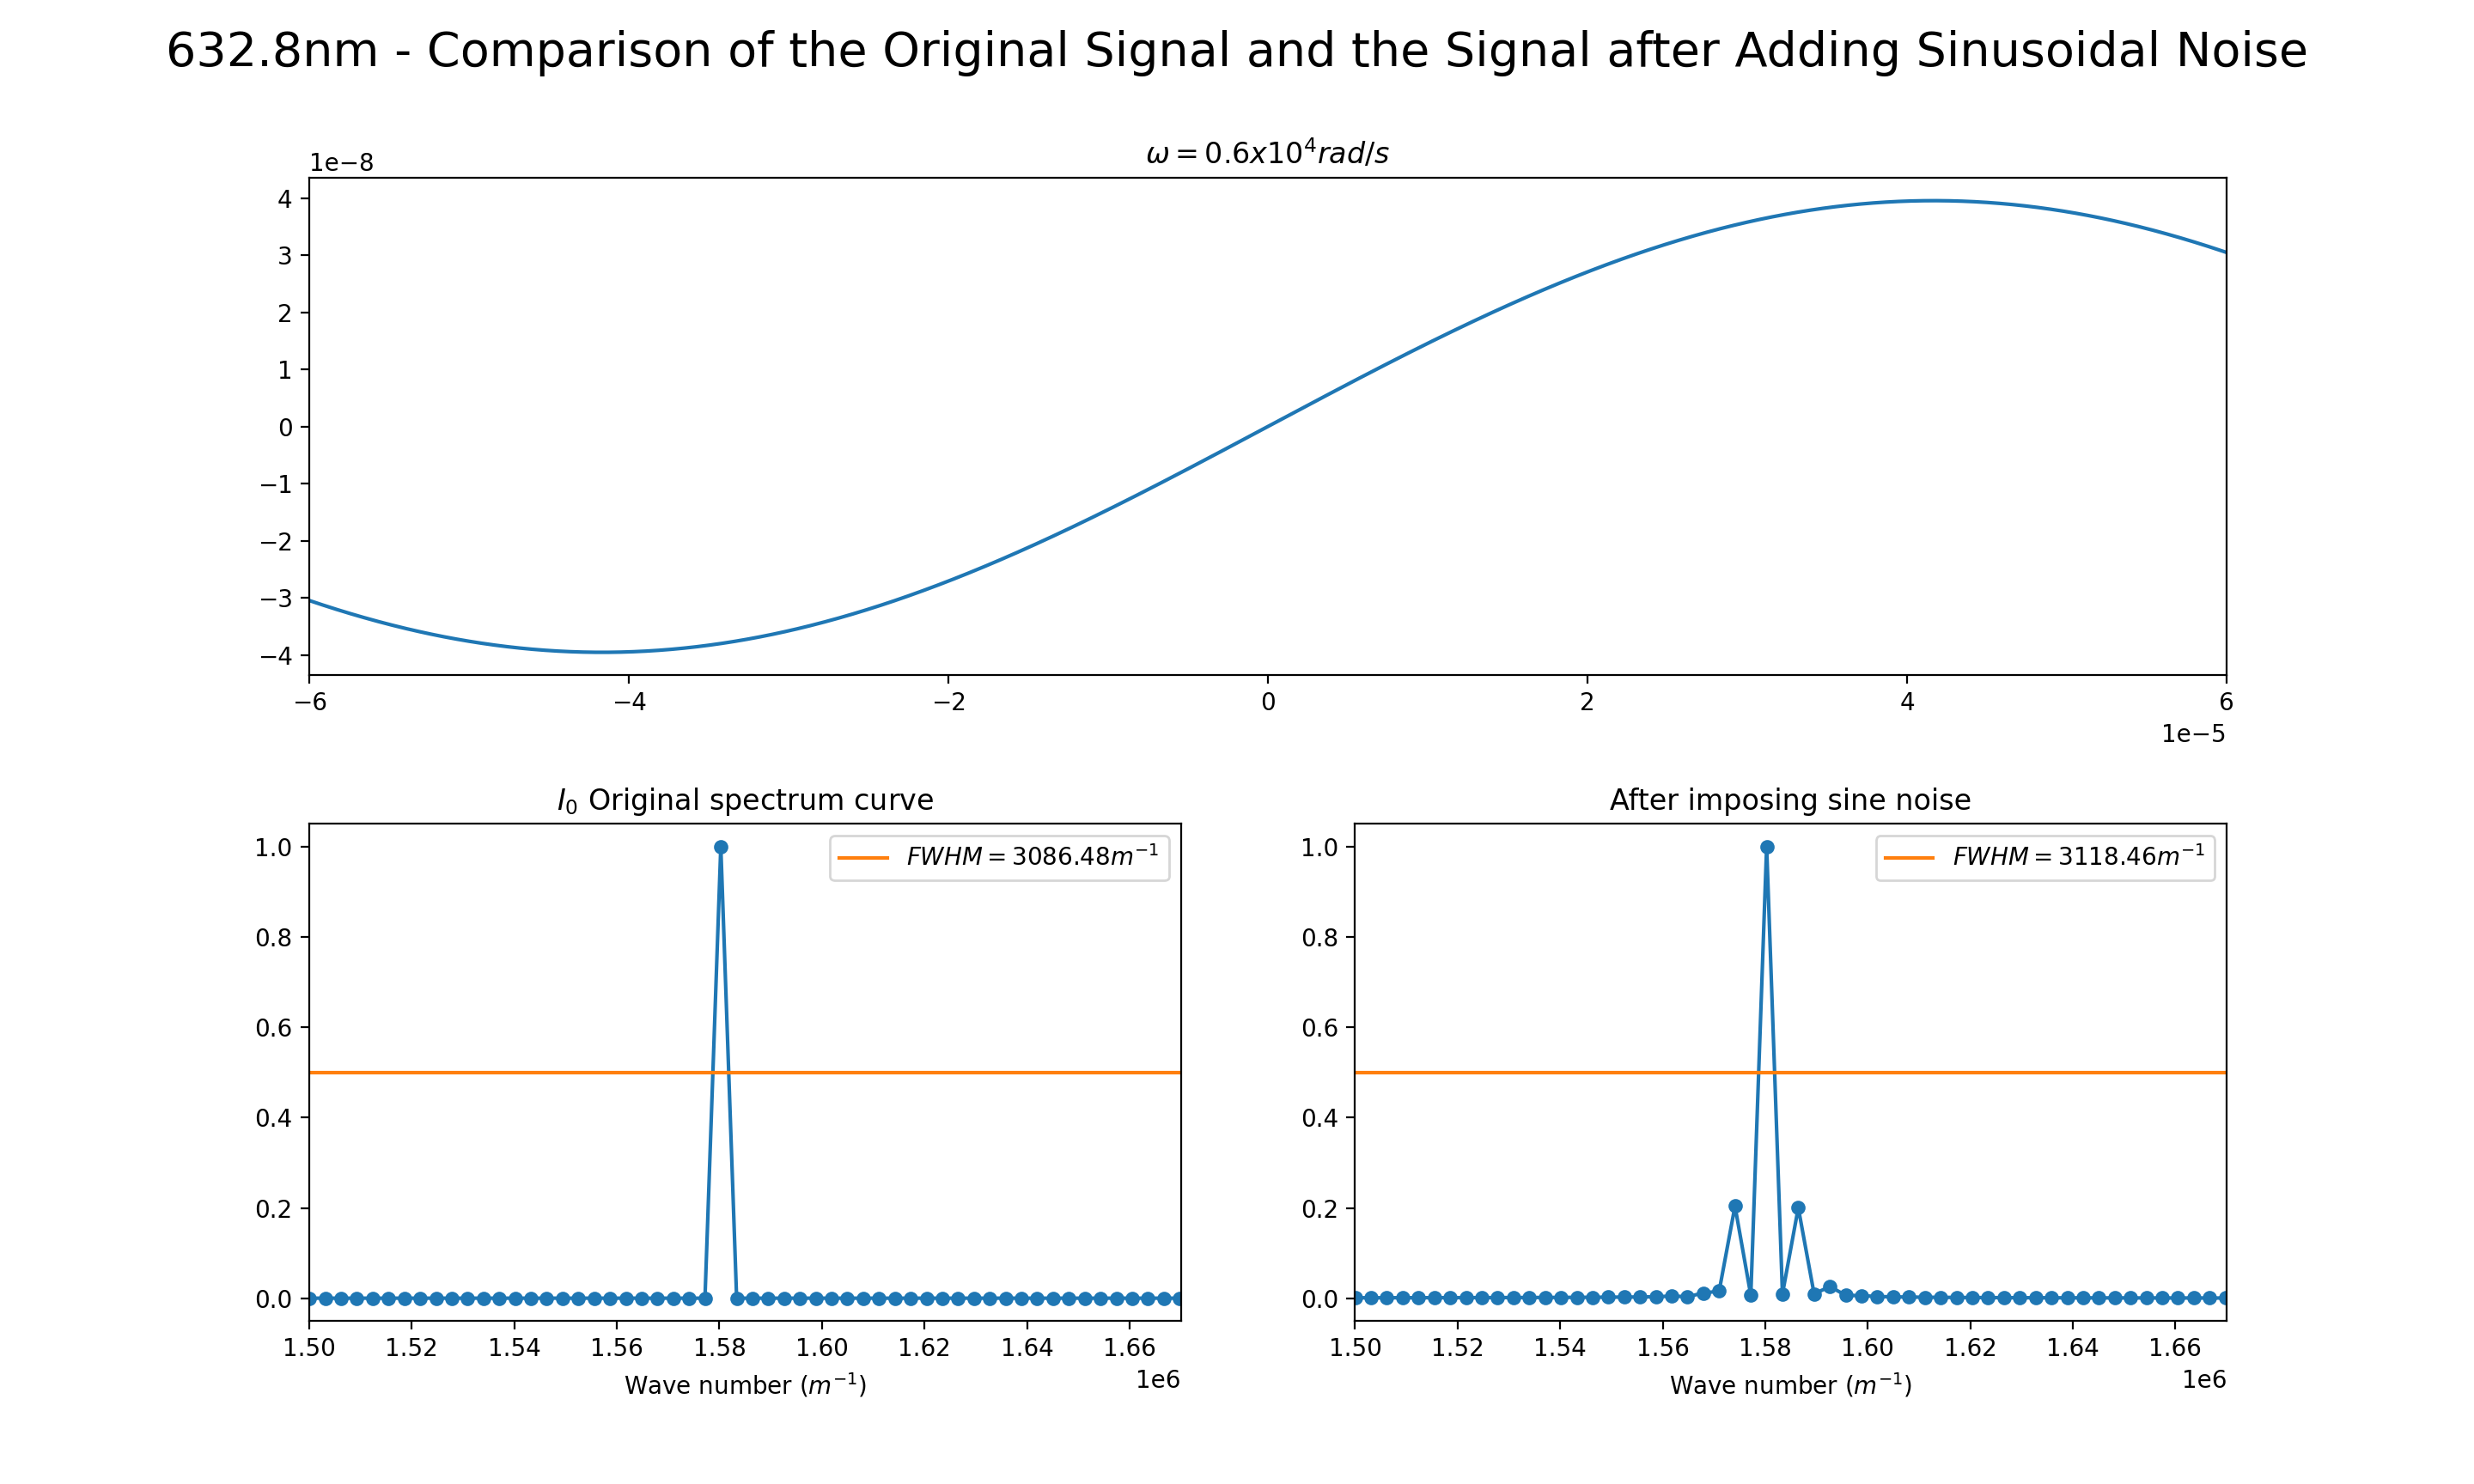 632.8nm - Comparison of the Original Signal and the Signal after Adding Sinusoidal Noise
ω = 0.6x10⁴rad/s
1e−8
4
3
2
1
0
−1
−2
−3
−4
−6 −4 −2 0 2 4 6
1e−5
I₀ Original spectrum curve
FWHM = 3086.48m⁻¹
1.0
0.8
0.6
0.4
0.2
0.0
1.50 1.52 1.54 1.56 1.58 1.60 1.62 1.64 1.66
1e6
Wave number (m⁻¹)
After imposing sine noise
FWHM = 3118.46m⁻¹
1.0
0.8
0.6
0.4
0.2
0.0
1.50 1.52 1.54 1.56 1.58 1.60 1.62 1.64 1.66
1e6
Wave number (m⁻¹)